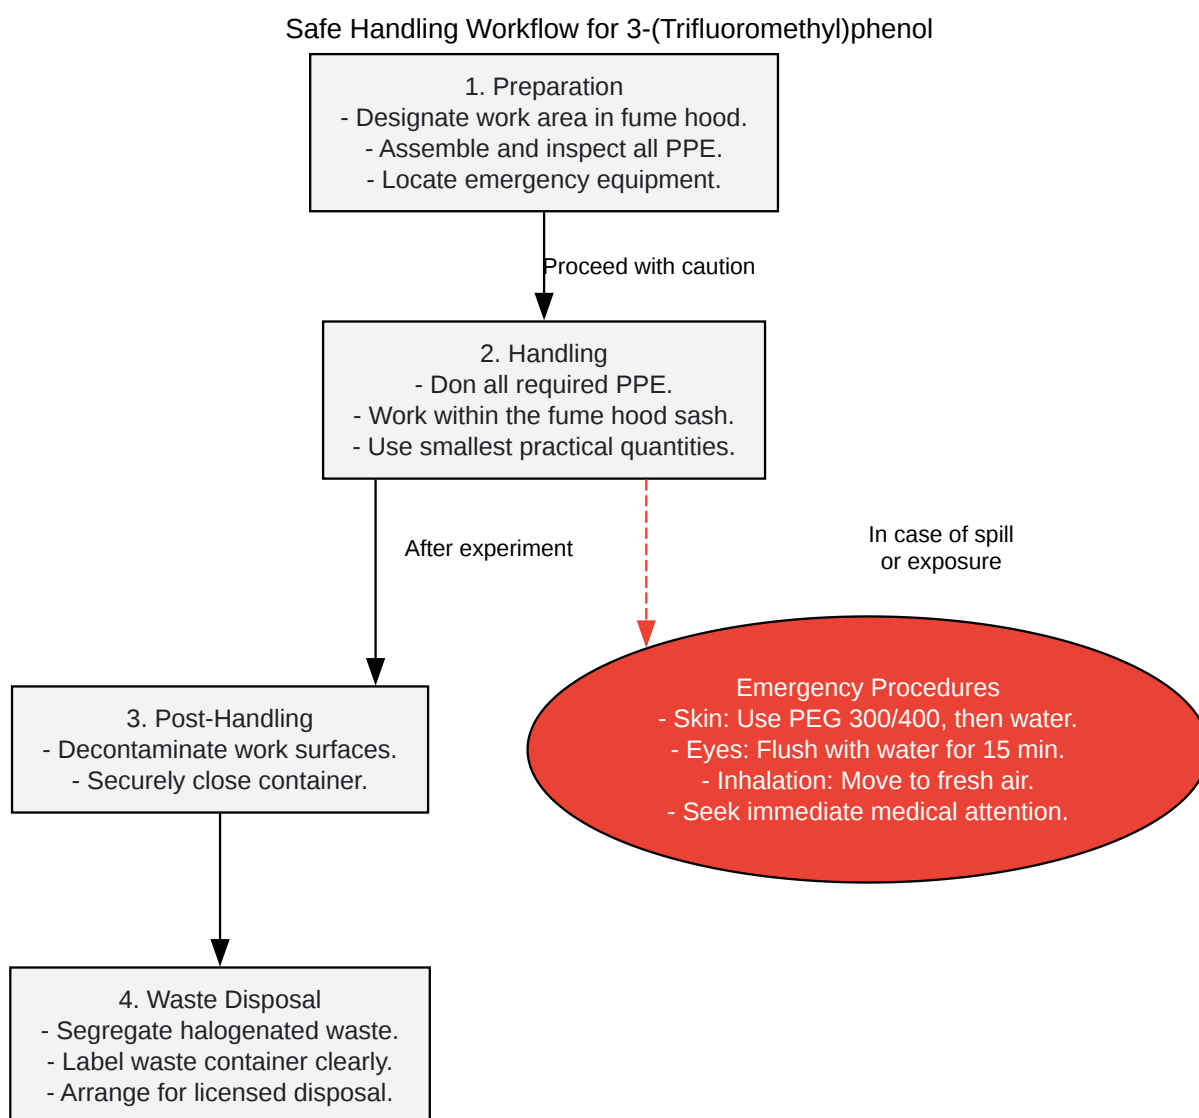 Safe Handling Workflow for 3-(Trifluoromethyl)phenol
1. Preparation
- Designate work area in fume hood.
- Assemble and inspect all PPE.
- Locate emergency equipment.
Proceed with caution
2. Handling
- Don all required PPE.
- Work within the fume hood sash.
- Use smallest practical quantities.
After experiment
In case of spill
or exposure
Emergency Procedures
- Skin: Use PEG 300/400, then water.
- Eyes: Flush with water for 15 min.
- Inhalation: Move to fresh air.
- Seek immediate medical attention.
3. Post-Handling
- Decontaminate work surfaces.
- Securely close container.
4. Waste Disposal
- Segregate halogenated waste.
- Label waste container clearly.
- Arrange for licensed disposal.